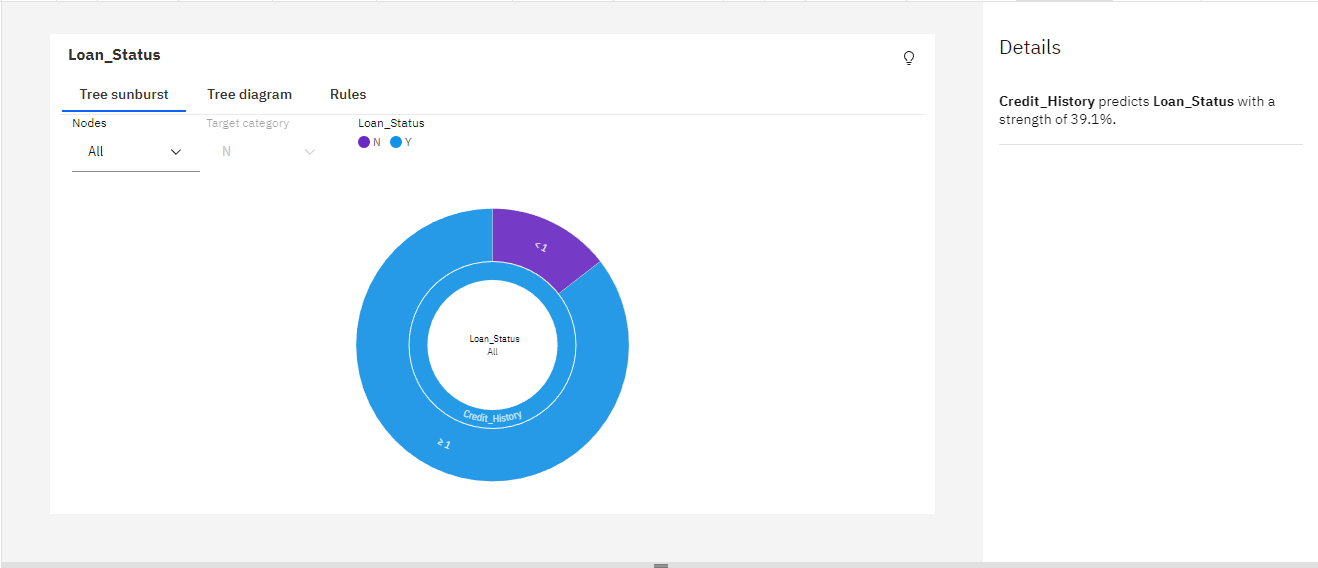 Loan_Status
Tree sunburst Tree diagram Rules
Nodes Target category Loan_Status
All N N Y
<1
Loan_Status
All
Credit_History
≥1
Details
Credit_History predicts Loan_Status with a
strength of 39.1%.